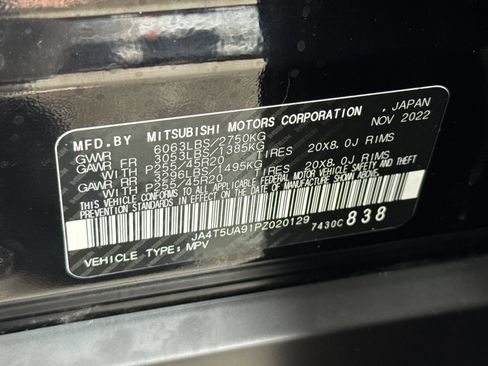 MFD.BY MITSUBISHI MOTORS CORPORATION , JAPAN
NOV 2022
GVWR 6063LBS/2750KG
GAWR FR 3053LBS/1385KG
WITH P255/45R20 TIRES 20X8.0J RIMS
GAWR RR 3296LBS/1495KG
WITH P255/45R20 TIRES 20X8.0J RIMS
THIS VEHICLE CONFORMS TO ALL APPLICABLE
FEDERAL MOTOR VEHICLE SAFETY AND THEFT
PREVENTION STANDARDS IN EFFECT ON THE
DATE OF MANUFACTURE SHOWN ABOVE.
JA4T5UA91PZ020129 7430C 838
VEHICLE TYPE: MPV